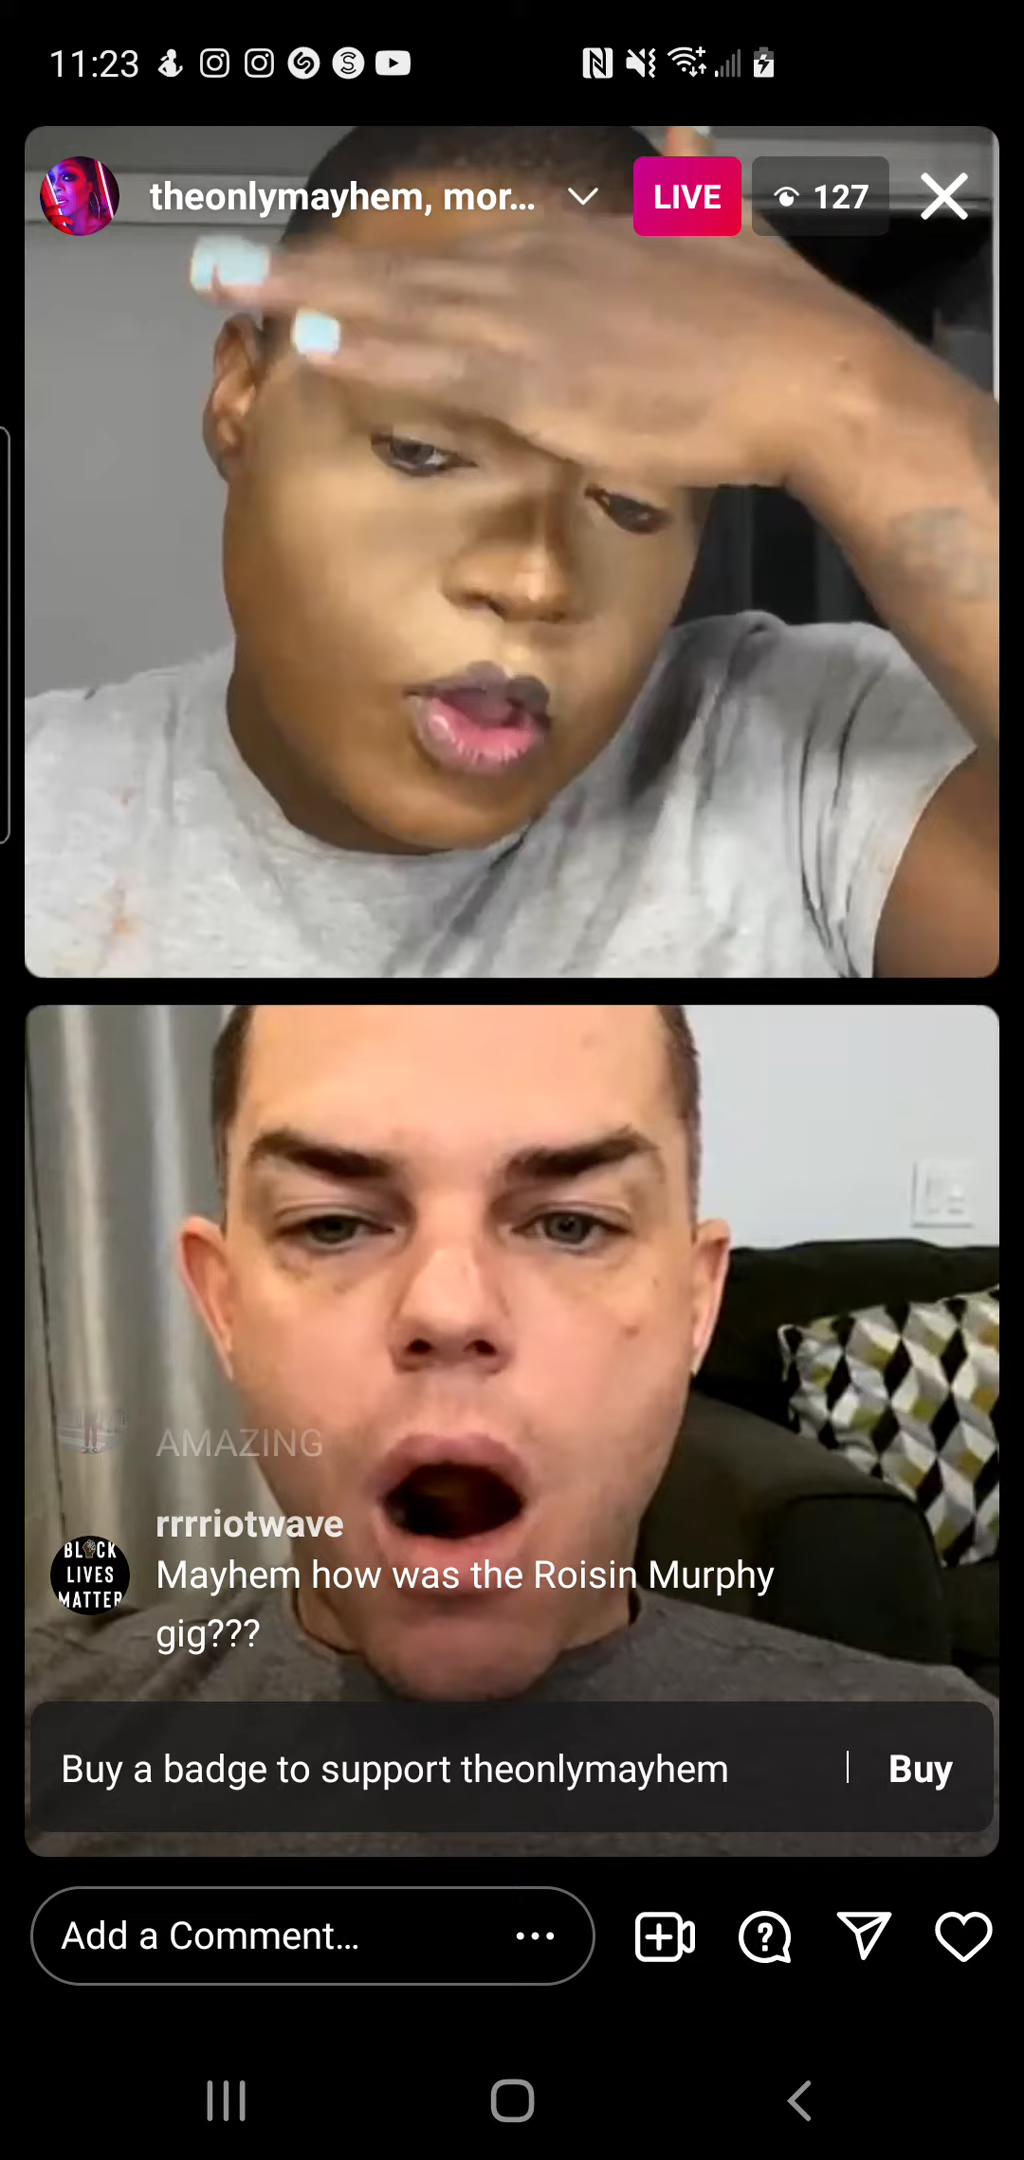 11:23
theonlymayhem, mor...
LIVE
127
AMAZING
rrrriotwave
BLACK
LIVES
MATTER
Mayhem how was the Roisin Murphy
gig???
Buy a badge to support theonlymayhem
Buy
Add a Comment...